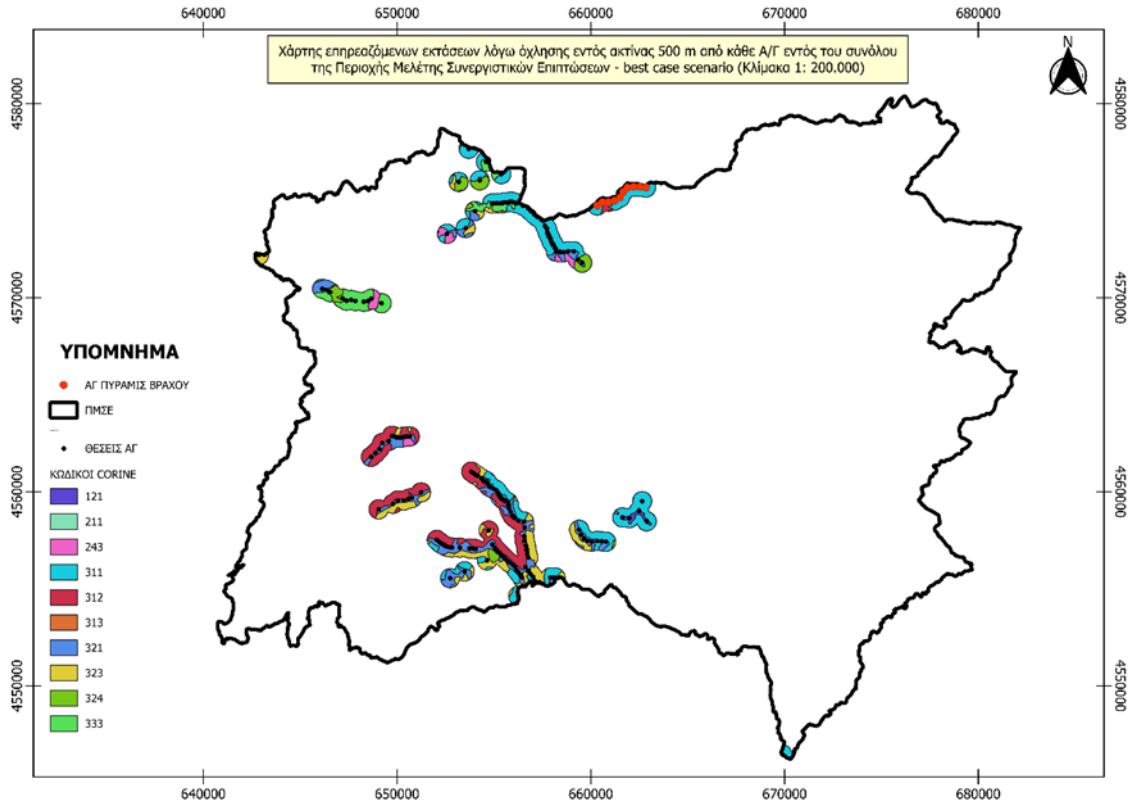 640000 650000 660000 670000 680000
Χάρτης επηρεαζόμενων εκτάσεων λόγω όχλησης εντός ακτίνας 500 m από κάθε Α/Γ εντός του συνόλου
της Περιοχής Μελέτης Συνεργιστικών Επιπτώσεων - best case scenario (Κλίμακα 1: 200.000)
N
4580000 4580000
4570000 4570000
ΥΠΟΜΝΗΜΑ
ΑΓ ΠΥΡΑΜΙΣ ΒΡΑΧΟΥ
ΠΜΣΕ
ΘΕΣΕΙΣ ΑΓ
ΚΩΔΙΚΟΙ CORINE
121
211
243
311
312
313
321
323
324
333
4560000 4560000
4550000 4550000
640000 650000 660000 670000 680000